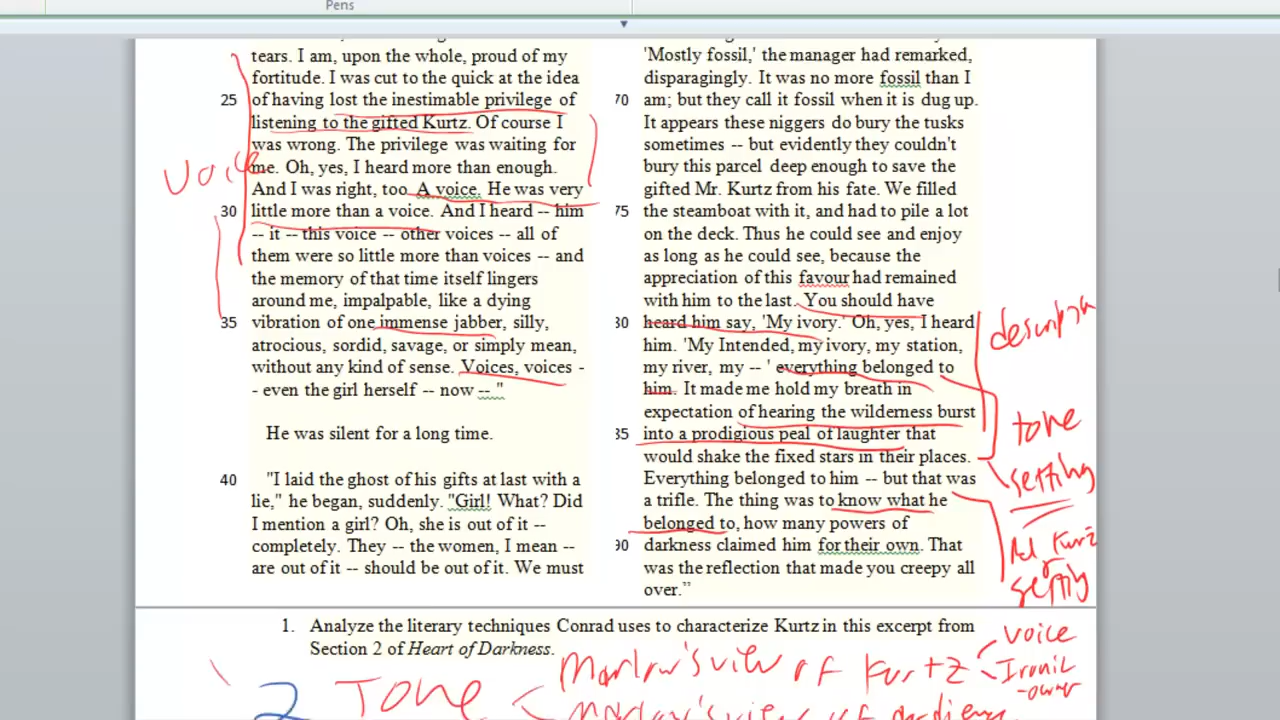 Pens
tears. I am, upon the whole, proud of my
fortitude. I was cut to the quick at the idea
25 of having lost the inestimable privilege of
listening to the gifted Kurtz. Of course I
was wrong. The privilege was waiting for
me. Oh, yes, I heard more than enough.
And I was right, too. A voice. He was very
30 little more than a voice. And I heard -- him
-- it -- this voice -- other voices -- all of
them were so little more than voices -- and
the memory of that time itself lingers
around me, impalpable, like a dying
35 vibration of one immense jabber, silly,
atrocious, sordid, savage, or simply mean,
without any kind of sense. Voices, voices -
- even the girl herself -- now -- "
He was silent for a long time.
40 "I laid the ghost of his gifts at last with a
lie," he began, suddenly. "Girl! What? Did
I mention a girl? Oh, she is out of it --
completely. They -- the women, I mean --
are out of it -- should be out of it. We must
voice
'Mostly fossil,' the manager had remarked,
disparagingly. It was no more fossil than I
70 am; but they call it fossil when it is dug up.
It appears these niggers do bury the tusks
sometimes -- but evidently they couldn't
bury this parcel deep enough to save the
gifted Mr. Kurtz from his fate. We filled
75 the steamboat with it, and had to pile a lot
on the deck. Thus he could see and enjoy
as long as he could see, because the
appreciation of this favour had remained
with him to the last. You should have
80 heard him say, 'My ivory.' Oh, yes, I heard
him. 'My Intended, my ivory, my station,
my river, my -- ' everything belonged to
him. It made me hold my breath in
expectation of hearing the wilderness burst
85 into a prodigious peal of laughter that
would shake the fixed stars in their places.
Everything belonged to him -- but that was
a trifle. The thing was to know what he
belonged to, how many powers of
90 darkness claimed him for their own. That
was the reflection that made you creepy all
over.”
tone
setting
Kurtz
setting
1. Analyze the literary techniques Conrad uses to characterize Kurtz in this excerpt from
Section 2 of Heart of Darkness.
2 Tone
Marlow's view of Kurtz
voice
Ironic
-owner
Marlow's view of